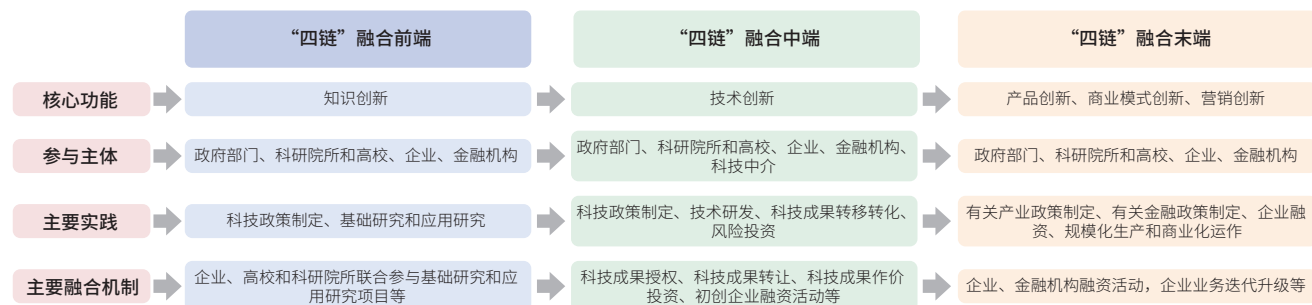 “四链”融合前端
“四链”融合中端
“四链”融合末端
核心功能
知识创新
技术创新
产品创新、商业模式创新、营销创新
参与主体
政府部门、科研院所和高校、企业、金融机构
政府部门、科研院所和高校、企业、金融机构、
科技中介
政府部门、科研院所和高校、企业、金融机构
主要实践
科技政策制定、基础研究和应用研究
科技政策制定、技术研发、科技成果转移转化、
风险投资
有关产业政策制定、有关金融政策制定、企业融
资、规模化生产和商业化运作
主要融合机制
企业、高校和科研院所联合参与基础研究和应
用研究项目等
科技成果授权、科技成果转让、科技成果作价
投资、初创企业融资活动等
企业、金融机构融资活动，企业业务迭代升级等